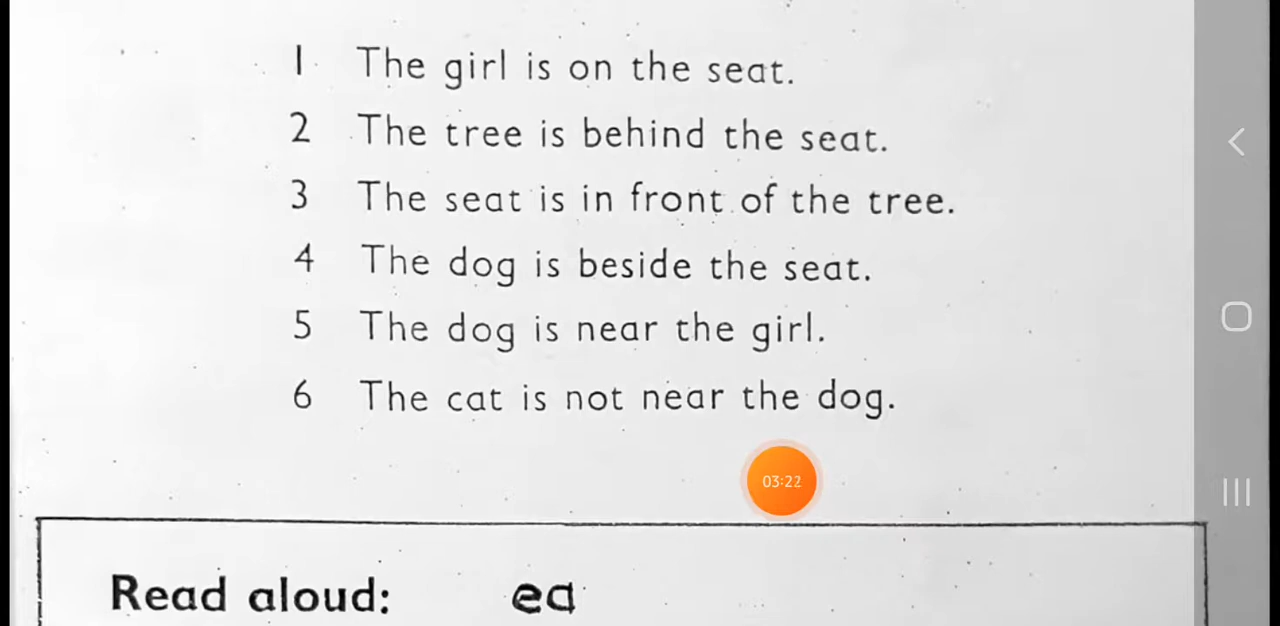 1 The girl is on the seat.
2 The tree is behind the seat.
3 The seat is in front of the tree.
4 The dog is beside the seat.
5 The dog is near the girl.
6 The cat is not near the dog.
03:22
Read aloud: ea